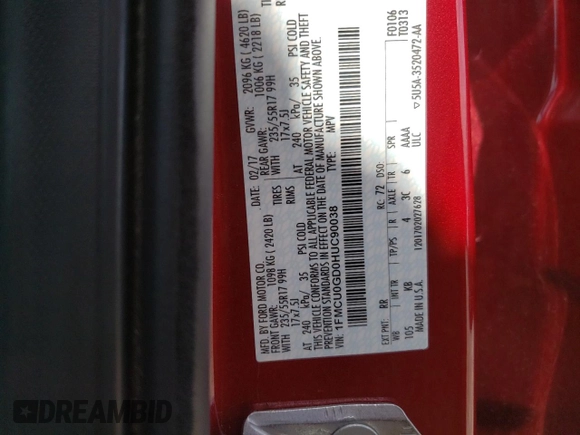 MFD. BY FORD MOTOR CO.
DATE: 02/17 GVWR: 2096 KG ( 4620 LB)
FRONT GAWR: 1098 KG ( 2420 LB) REAR GAWR: 1006 KG ( 2218 LB)
WITH 235/55R17 99H TIRES WITH 235/55R17 99H
17x7.5J RIMS 17x7.5J
AT 240 kPa/ 35 PSI COLD AT 240 kPa/ 35 PSI COLD
THIS VEHICLE CONFORMS TO ALL APPLICABLE FEDERAL MOTOR VEHICLE SAFETY AND THEFT
PREVENTION STANDARDS IN EFFECT ON THE DATE OF MANUFACTURE SHOWN ABOVE.
VIN: 1FMCU0GD0HUC90038 TYPE: MPV
EXT PNT: RR RC: 72 DSO: F0106
T0313
WB INT TR TP/PS R AXLE TR SPR
105 KB 4 3C 6 AAAA
1201702027628 ULC
5U5A-3520472-AA
DREAMBID